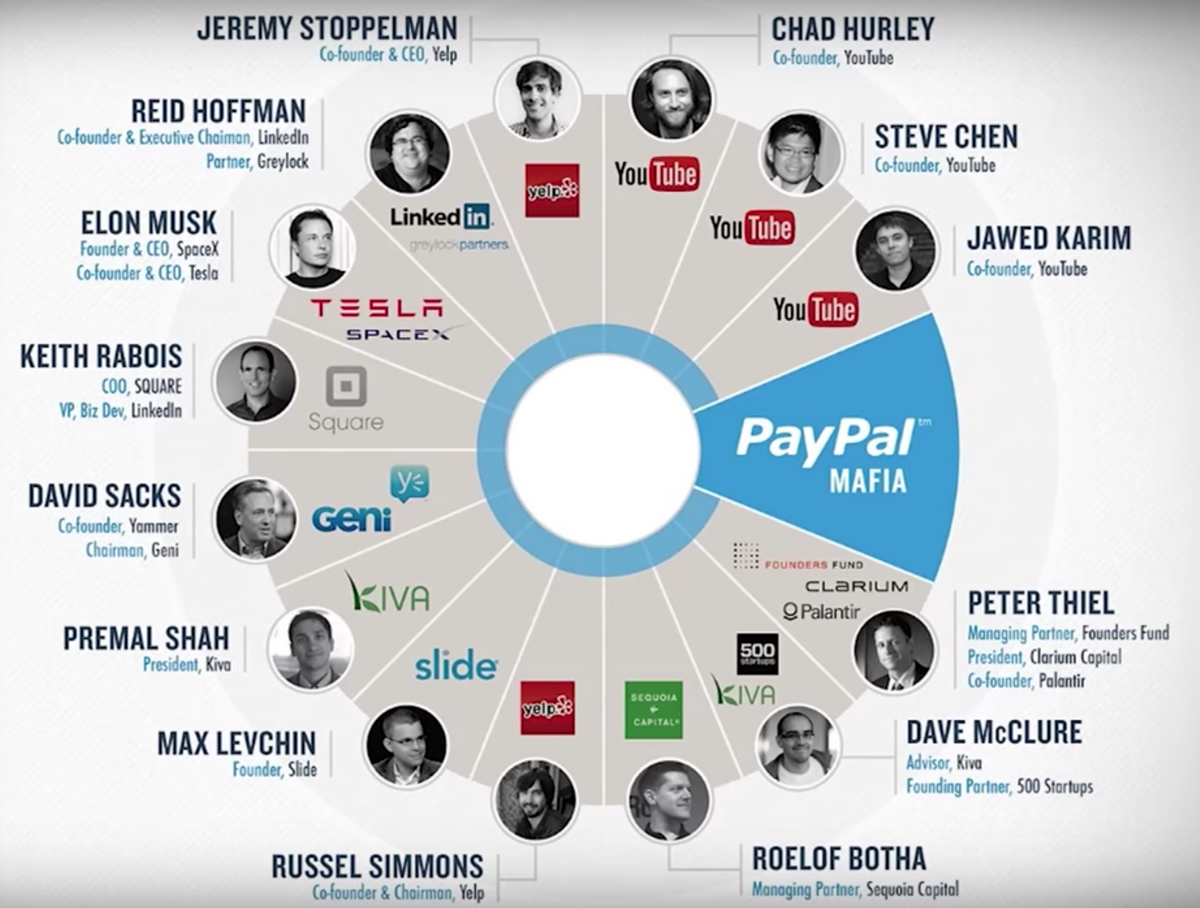 JEREMY STOPPELMAN
Co-founder & CEO, Yelp
CHAD HURLEY
Co-founder, YouTube
REID HOFFMAN
Co-founder & Executive Chaiman, LinkedIn
Partner, Greylock
STEVE CHEN
Co-founder, YouTube
ELON MUSK
Founder & CEO, SpaceX
Co-founder & CEO, Tesla
JAWED KARIM
Co-founder, YouTube
KEITH RABOIS
COO, SQUARE
VP, Biz Dev, LinkedIn
DAVID SACKS
Co-founder, Yammer
Chairman, Geni
PREMAL SHAH
President, Kiva
MAX LEVCHIN
Founder, Slide
RUSSEL SIMMONS
Co-founder & Chairman, Yelp
ROELOF BOTHA
Managing Partner, Sequoia Capital
DAVE McCLURE
Advisor, Kiva
Founding Partner, 500 Startups
PETER THIEL
Managing Partner, Founders Fund
President, Clarium Capital
Co-founder, Palantir
yelp
YouTube
YouTube
YouTube
Linked in
greylockpartners.
TESLA
SPACEX
Square
y
Geni
KIVA
slide
yelp
SEQUOIA
CAPITAL
500
startups
KIVA
FOUNDERS FUND
CLARIUM
Palantir
PayPal™
MAFIA